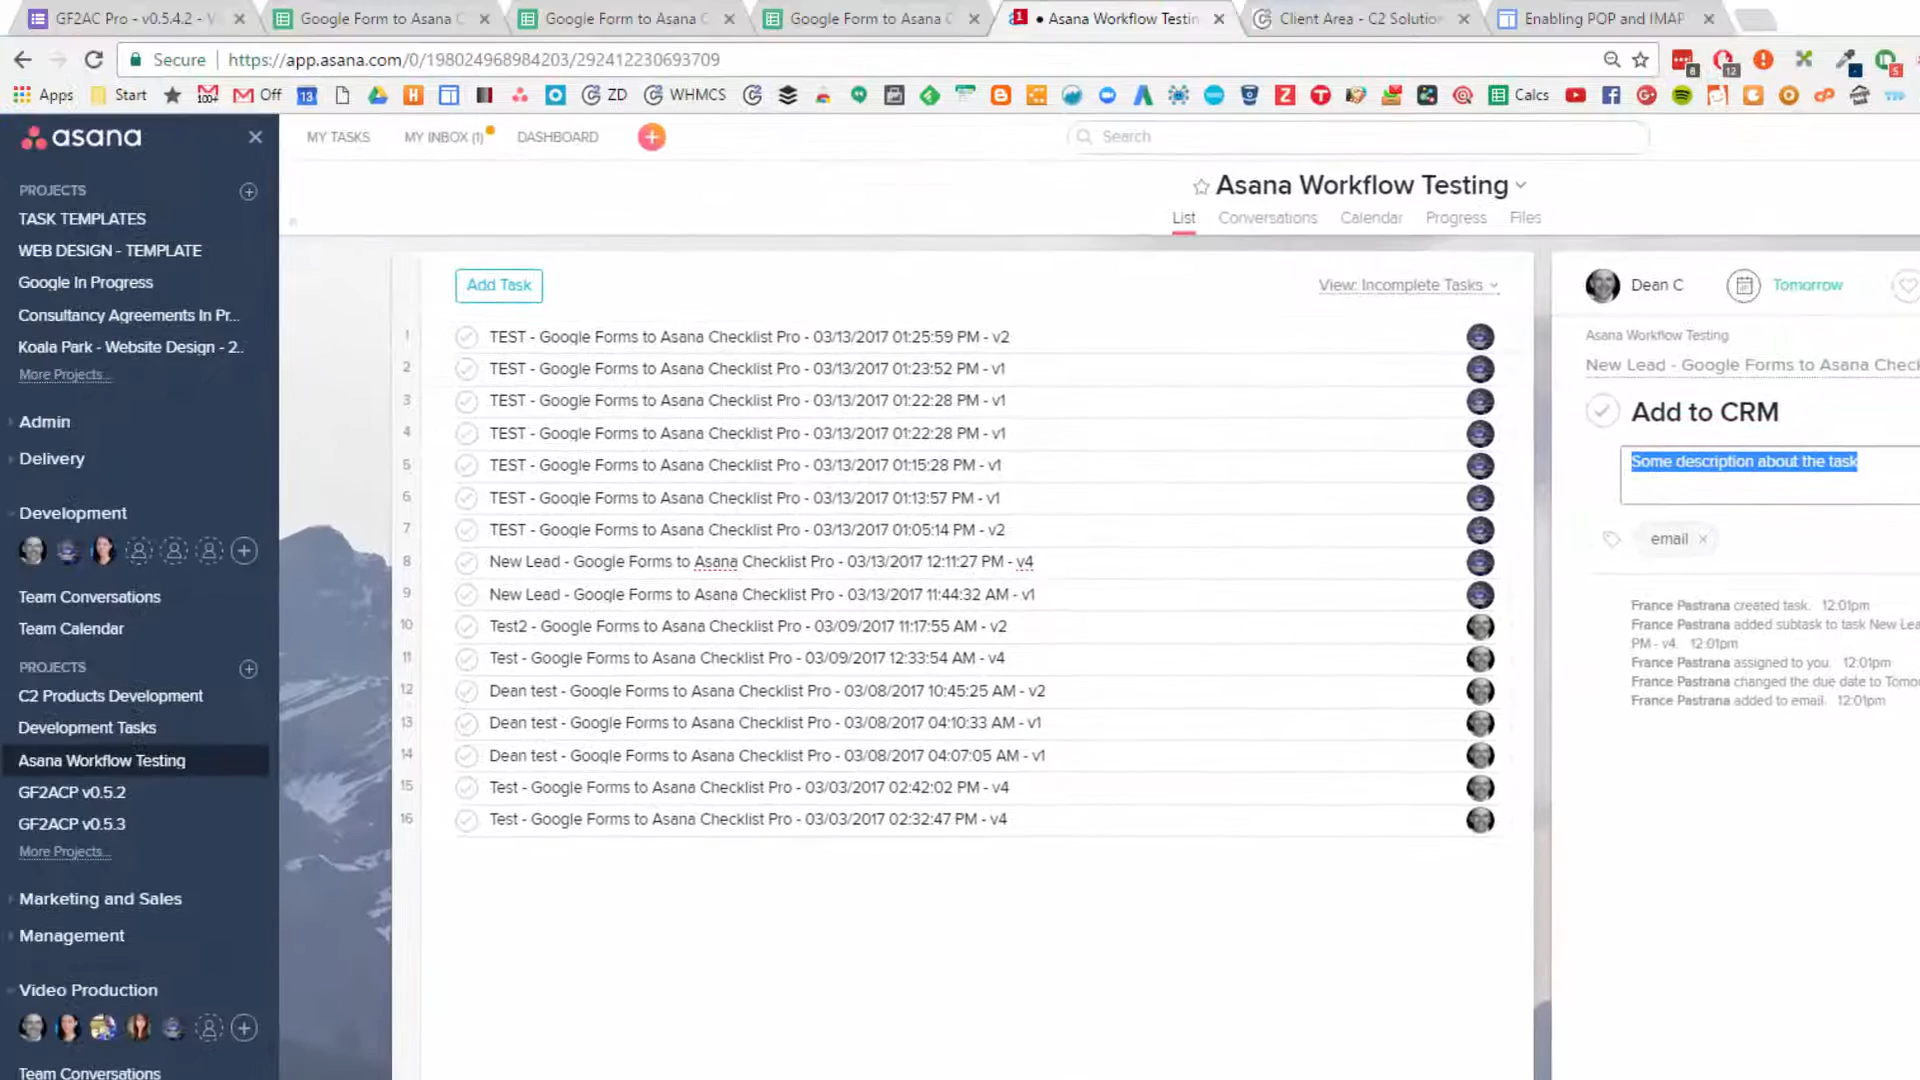 GF2AC Pro - v0.5.4.2 - V
Google Form to Asana C
Google Form to Asana C
Google Form to Asana C
1 • Asana Workflow Testin
Client Area - C2 Solution
Enabling POP and IMAP
Secure https://app.asana.com/0/198024968984203/292412230693709
6
12
5
Apps Start 100+ Off 13 ZD WHMCS Calcs
asana
MY TASKS MY INBOX (1) DASHBOARD
Search
PROJECTS
TASK TEMPLATES
WEB DESIGN - TEMPLATE
Google In Progress
Consultancy Agreements In Pr...
Koala Park - Website Design - 2..
More Projects...
Admin
Delivery
Development
Team Conversations
Team Calendar
PROJECTS
C2 Products Development
Development Tasks
Asana Workflow Testing
GF2ACP v0.5.2
GF2ACP v0.5.3
More Projects...
Marketing and Sales
Management
Video Production
Team Conversations
Asana Workflow Testing
List Conversations Calendar Progress Files
Add Task
View: Incomplete Tasks
1 TEST - Google Forms to Asana Checklist Pro - 03/13/2017 01:25:59 PM - v2
2 TEST - Google Forms to Asana Checklist Pro - 03/13/2017 01:23:52 PM - v1
3 TEST - Google Forms to Asana Checklist Pro - 03/13/2017 01:22:28 PM - v1
4 TEST - Google Forms to Asana Checklist Pro - 03/13/2017 01:22:28 PM - v1
5 TEST - Google Forms to Asana Checklist Pro - 03/13/2017 01:15:28 PM - v1
6 TEST - Google Forms to Asana Checklist Pro - 03/13/2017 01:13:57 PM - v1
7 TEST - Google Forms to Asana Checklist Pro - 03/13/2017 01:05:14 PM - v2
8 New Lead - Google Forms to Asana Checklist Pro - 03/13/2017 12:11:27 PM - v4
9 New Lead - Google Forms to Asana Checklist Pro - 03/13/2017 11:44:32 AM - v1
10 Test2 - Google Forms to Asana Checklist Pro - 03/09/2017 11:17:55 AM - v2
11 Test - Google Forms to Asana Checklist Pro - 03/09/2017 12:33:54 AM - v4
12 Dean test - Google Forms to Asana Checklist Pro - 03/08/2017 10:45:25 AM - v2
13 Dean test - Google Forms to Asana Checklist Pro - 03/08/2017 04:10:33 AM - v1
14 Dean test - Google Forms to Asana Checklist Pro - 03/08/2017 04:07:05 AM - v1
15 Test - Google Forms to Asana Checklist Pro - 03/03/2017 02:42:02 PM - v4
16 Test - Google Forms to Asana Checklist Pro - 03/03/2017 02:32:47 PM - v4
Dean C Tomorrow
Asana Workflow Testing
New Lead - Google Forms to Asana Check
Add to CRM
Some description about the task
email
France Pastrana created task. 12:01pm
France Pastrana added subtask to task New Lea
PM - v4. 12:01pm
France Pastrana assigned to you. 12:01pm
France Pastrana changed the due date to Tomo
France Pastrana added to email. 12:01pm